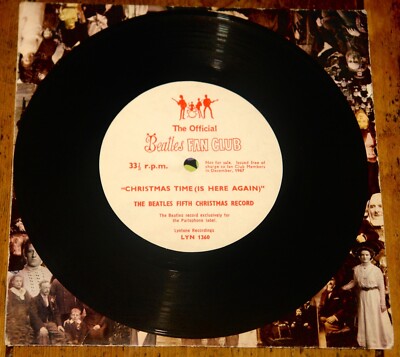 The Official
Beatles FAN CLUB
33⅓ r.p.m.
Not for sale. Issued free of
charge to Fan Club Members
in December, 1967
"CHRISTMAS TIME (IS HERE AGAIN)"
THE BEATLES FIFTH CHRISTMAS RECORD
The Beatles record exclusively for
the Parlophone label.
Lyntone Recordings
LYN 1360